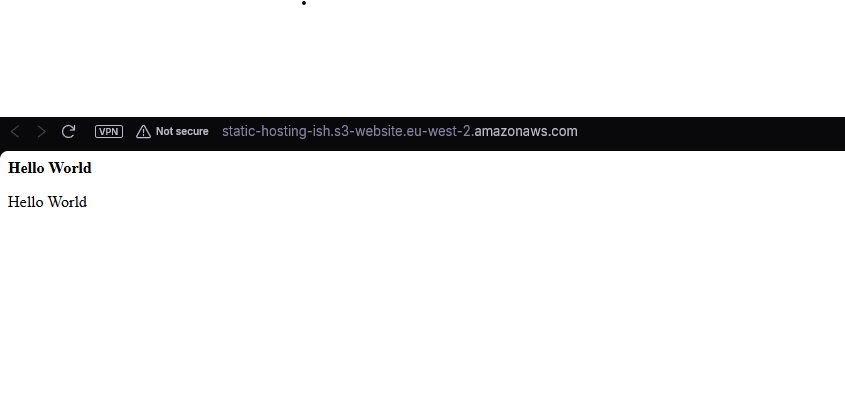 VPN Not secure static-hosting-ish.s3-website.eu-west-2.amazonaws.com
Hello World
Hello World